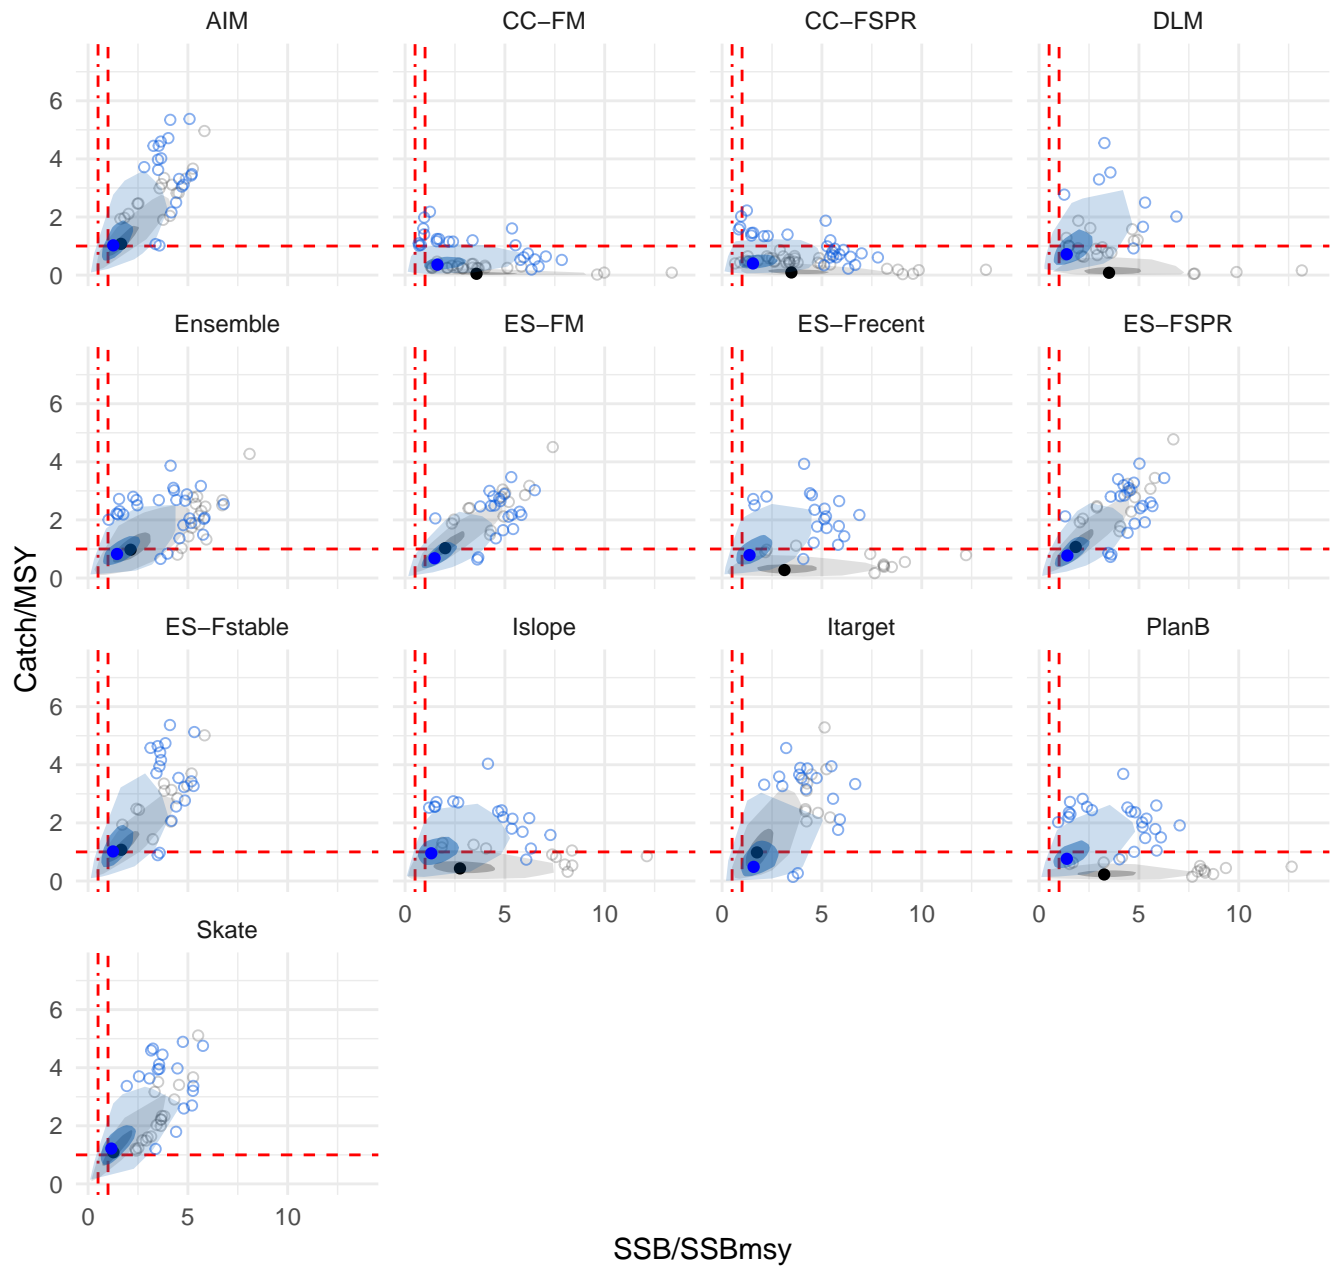 AIM CC−FM CC−FSPR DLM
6
4
2
0
Ensemble ES−FM ES−Frecent ES−FSPR
6
4
2
0
ES−Fstable Islope Itarget PlanB
6
4
2
0
0 5 10 0 5 10 0 5 10
Skate
6
4
2
0
0 5 10
Catch/MSY
SSB/SSBmsy